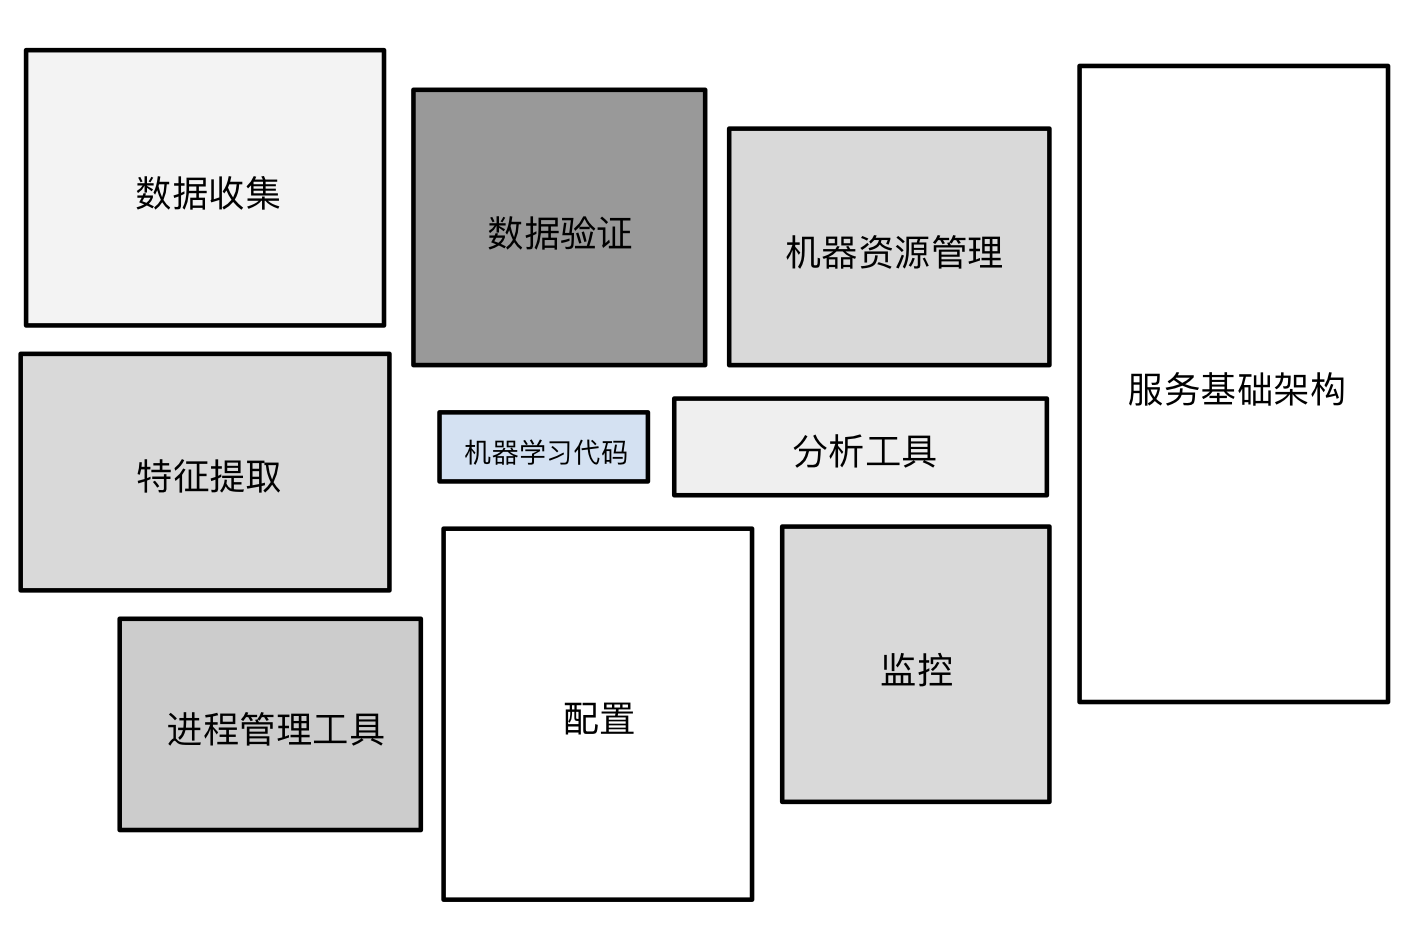 数据收集
数据验证
机器资源管理
服务基础架构
特征提取
机器学习代码
分析工具
进程管理工具
配置
监控